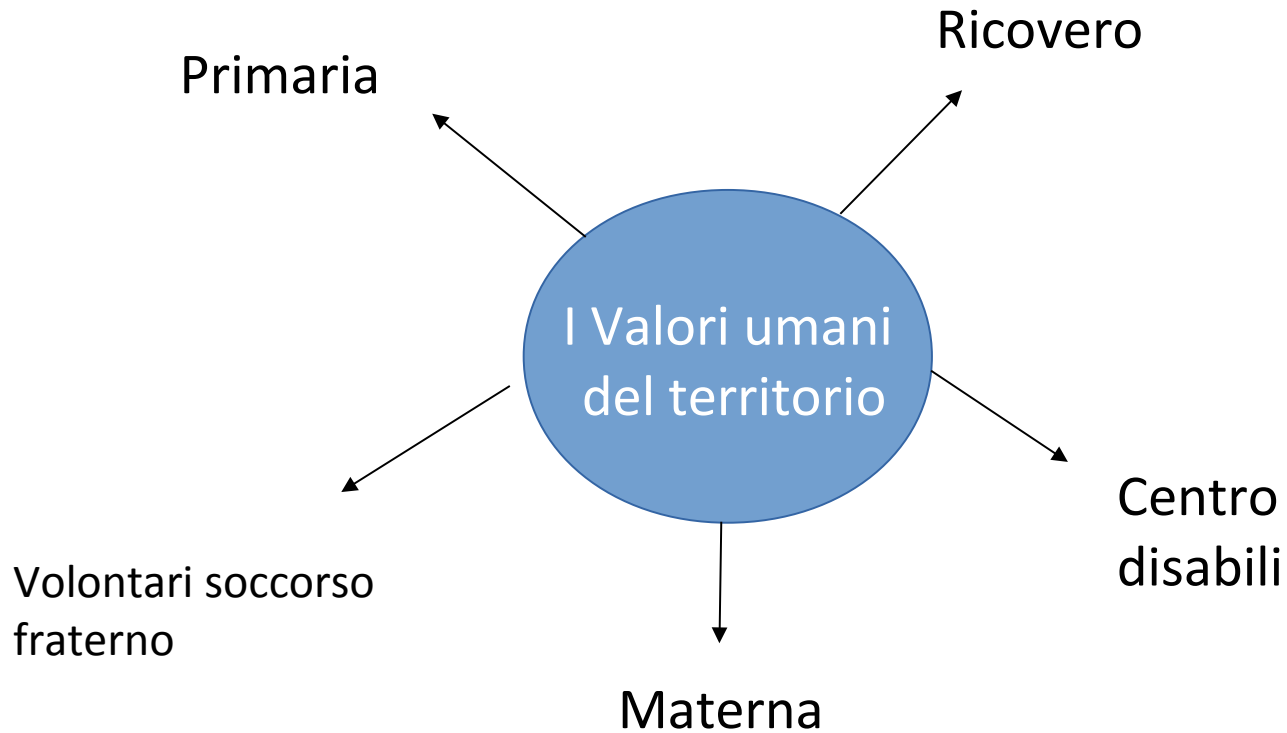 Ricovero
Primaria
I Valori umani
del territorio
Centro
disabili
Volontari soccorso
fraterno
Materna